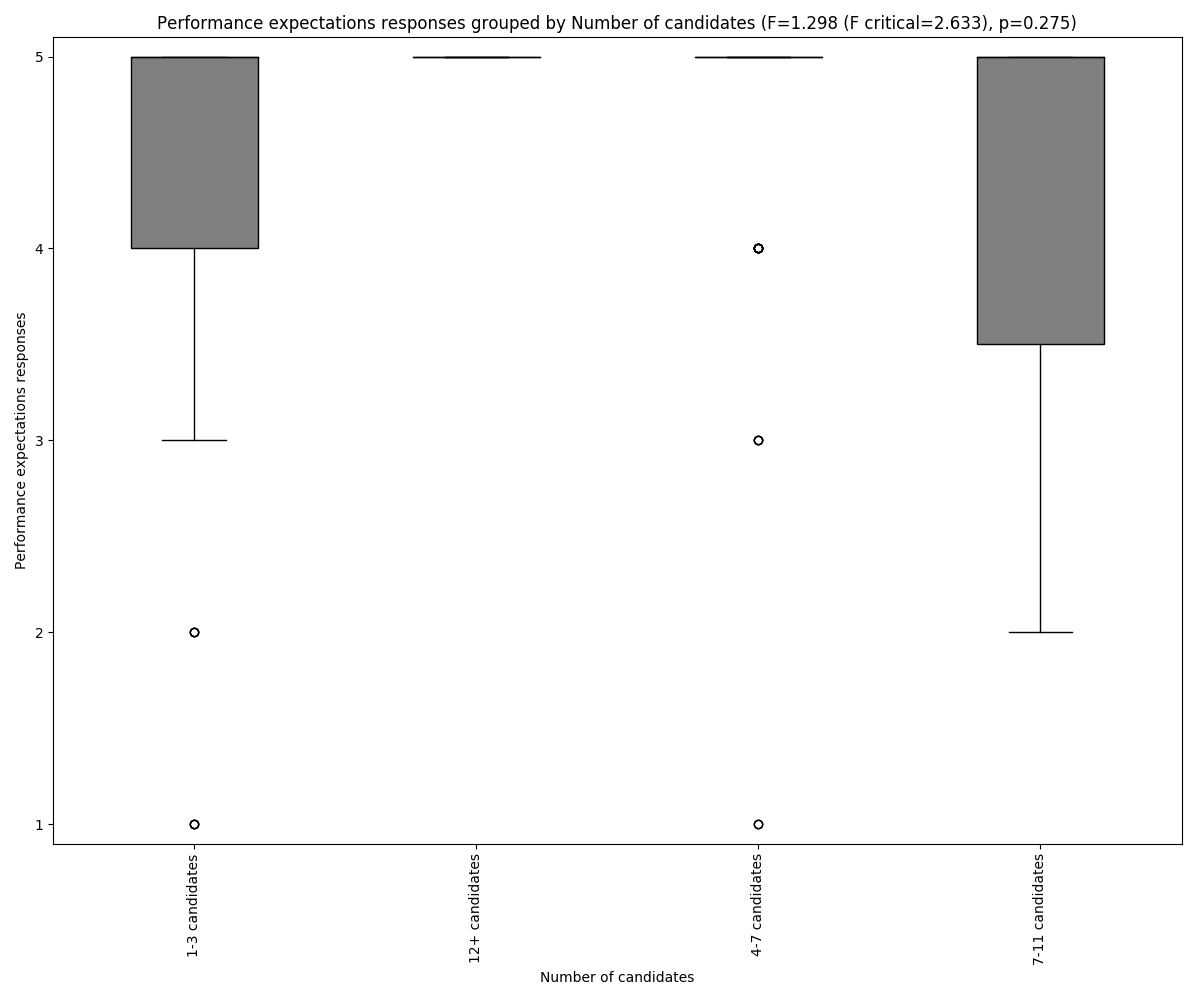 Performance expectations responses grouped by Number of candidates (F=1.298 (F critical=2.633), p=0.275)
5
4
3
2
1
Performance expectations responses
1-3 candidates
12+ candidates
4-7 candidates
7-11 candidates
Number of candidates